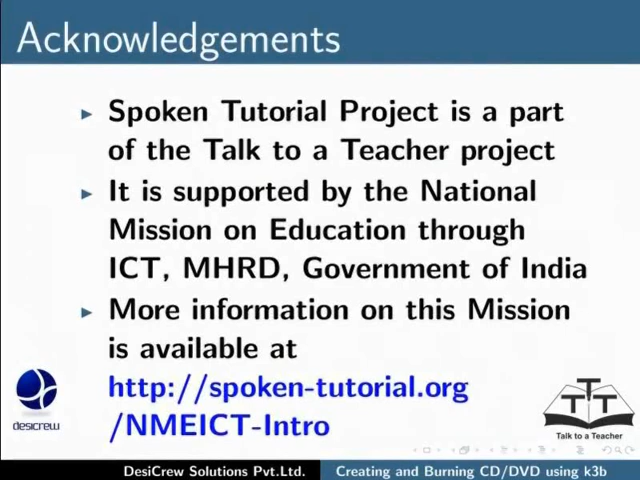 Acknowledgements
Spoken Tutorial Project is a part
of the Talk to a Teacher project
It is supported by the National
Mission on Education through
ICT, MHRD, Government of India
More information on this Mission
is available at
http://spoken-tutorial.org
/NMEICT-Intro
desicrew
T T T
Talk to a Teacher
DesiCrew Solutions Pvt.Ltd.
Creating and Burning CD/DVD using k3b